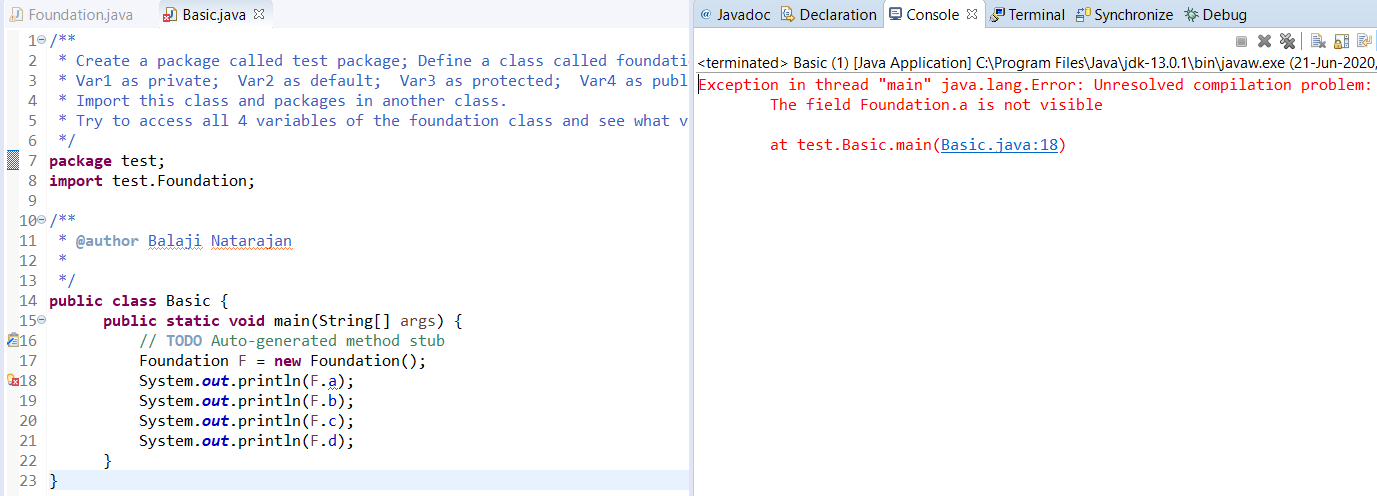 Foundation.java
Basic.java
1 /**
2 * Create a package called test package; Define a class called foundati
3 * Var1 as private;  Var2 as default;  Var3 as protected;  Var4 as publ
4 * Import this class and packages in another class.
5 * Try to access all 4 variables of the foundation class and see what v
6 */
7 package test;
8 import test.Foundation;
9
10 /**
11 * @author Balaji Natarajan
12 *
13 */
14 public class Basic {
15 public static void main(String[] args) {
16 // TODO Auto-generated method stub
17 Foundation F = new Foundation();
18 System.out.println(F.a);
19 System.out.println(F.b);
20 System.out.println(F.c);
21 System.out.println(F.d);
22 }
23 }
@ Javadoc Declaration Console Terminal Synchronize Debug
<terminated> Basic (1) [Java Application] C:\Program Files\Java\jdk-13.0.1\bin\javaw.exe (21-Jun-2020,
Exception in thread "main" java.lang.Error: Unresolved compilation problem:
The field Foundation.a is not visible
at test.Basic.main(Basic.java:18)